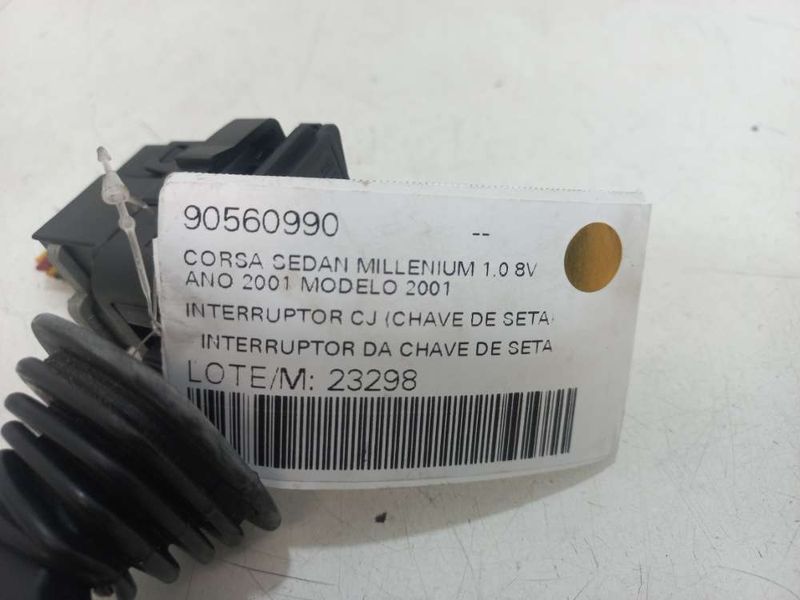 90560990 --
CORSA SEDAN MILLENIUM 1.0 8V
ANO 2001 MODELO 2001
INTERRUPTOR CJ (CHAVE DE SETA)
INTERRUPTOR DA CHAVE DE SETA
LOTE/M: 23298